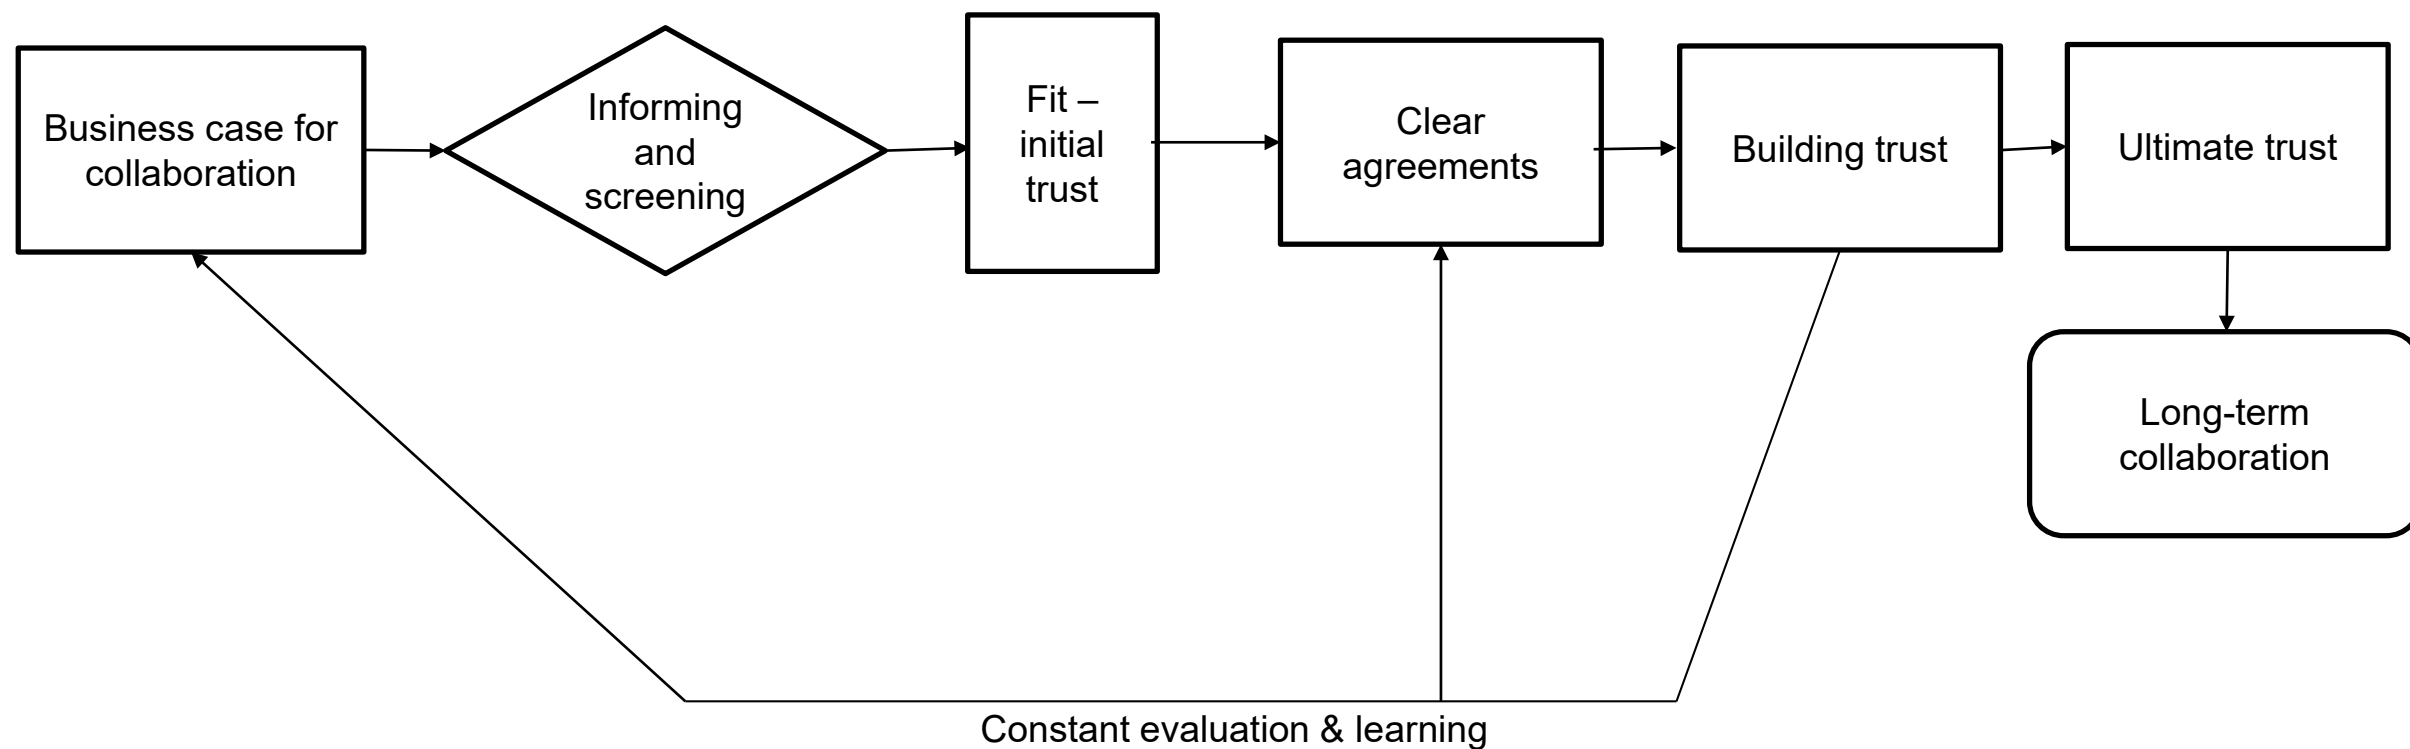 Business case for
collaboration
Informing
and
screening
Fit –
initial
trust
Clear
agreements
Building trust
Ultimate trust
Long-term
collaboration
Constant evaluation & learning